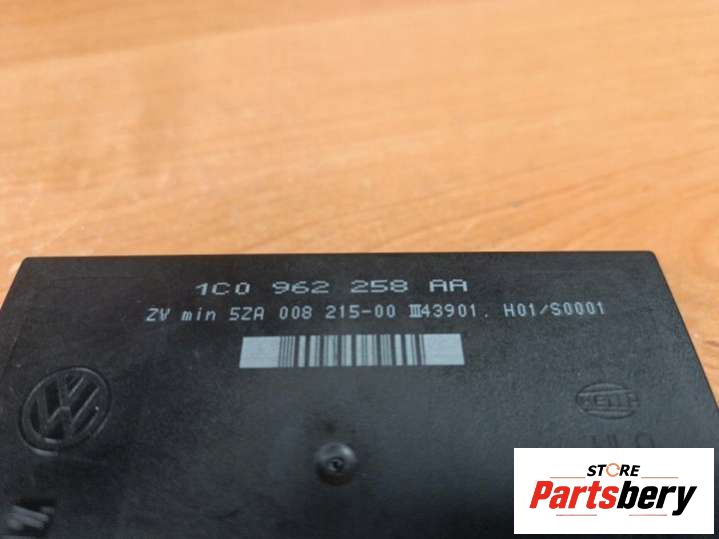 1C0 962 258 AA
ZV min 5ZA 008 215-00 III43901. H01/S0001
HELLA
STORE
Partsbery